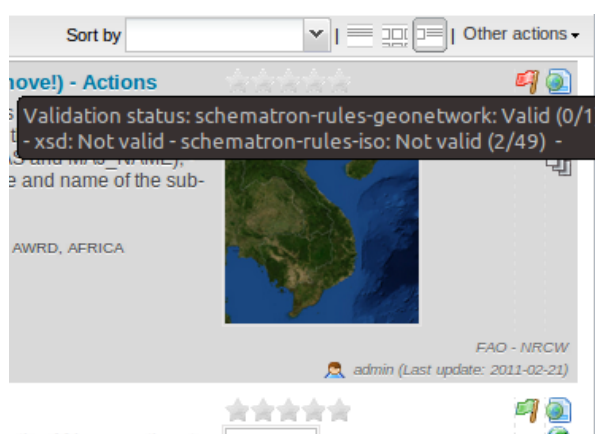 Sort by
Other actions
nove!) - Actions
Validation status: schematron-rules-geonetwork: Valid (0/1
- xsd: Not valid - schematron-rules-iso: Not valid (2/49) -
e and name of the sub-
AWRD, AFRICA
FAO - NRCW
admin (Last update: 2011-02-21)